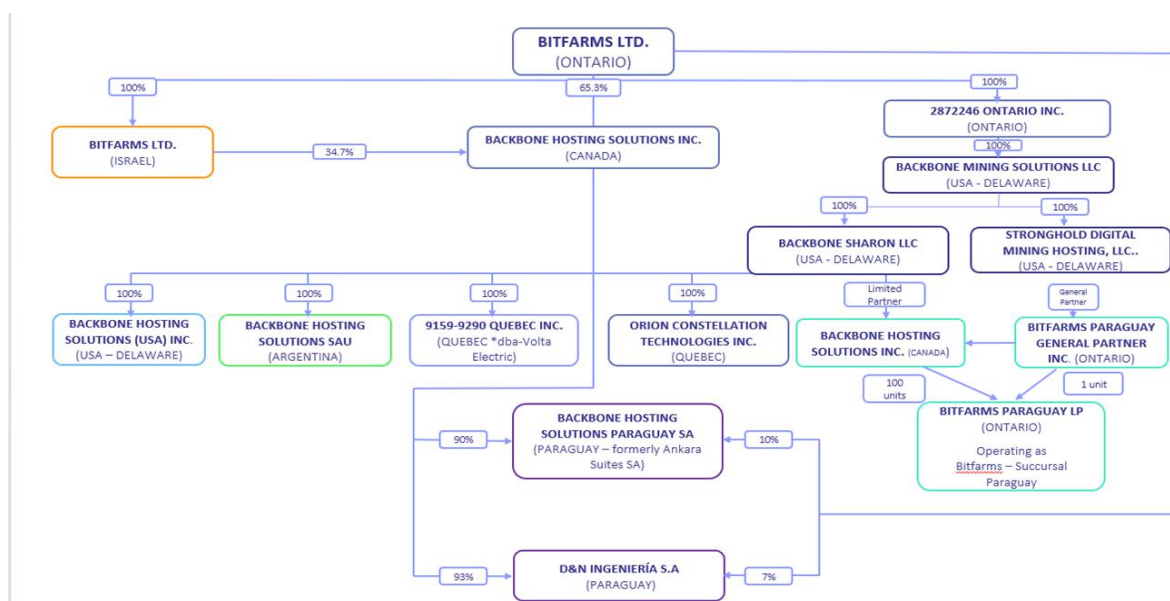 BITFARMS LTD.
(ONTARIO)
100%
65.3%
100%
2872246 ONTARIO INC.
(ONTARIO)
BITFARMS LTD.
(ISRAEL)
34.7%
BACKBONE HOSTING SOLUTIONS INC.
(CANADA)
100%
BACKBONE MINING SOLUTIONS LLC
(USA - DELAWARE)
100%
100%
BACKBONE SHARON LLC
(USA - DELAWARE)
STRONGHOLD DIGITAL
MINING HOSTING, LLC..
(USA - DELAWARE)
100%
100%
100%
100%
Limited
Partner
General
Partner
BACKBONE HOSTING
SOLUTIONS (USA) INC.
(USA – DELAWARE)
BACKBONE HOSTING
SOLUTIONS SAU
(ARGENTINA)
9159-9290 QUEBEC INC.
(QUEBEC *dba-Volta
Electric)
ORION CONSTELLATION
TECHNOLOGIES INC.
(QUEBEC)
BACKBONE HOSTING
SOLUTIONS INC. (CANADA)
BITFARMS PARAGUAY
GENERAL PARTNER
INC. (ONTARIO)
100
units
1 unit
BITFARMS PARAGUAY LP
(ONTARIO)
Operating as
Bitfarms – Succursal
Paraguay
90%
BACKBONE HOSTING
SOLUTIONS PARAGUAY SA
(PARAGUAY – formerly Ankara
Suites SA)
10%
93%
D&N INGENIERÍA S.A
(PARAGUAY)
7%